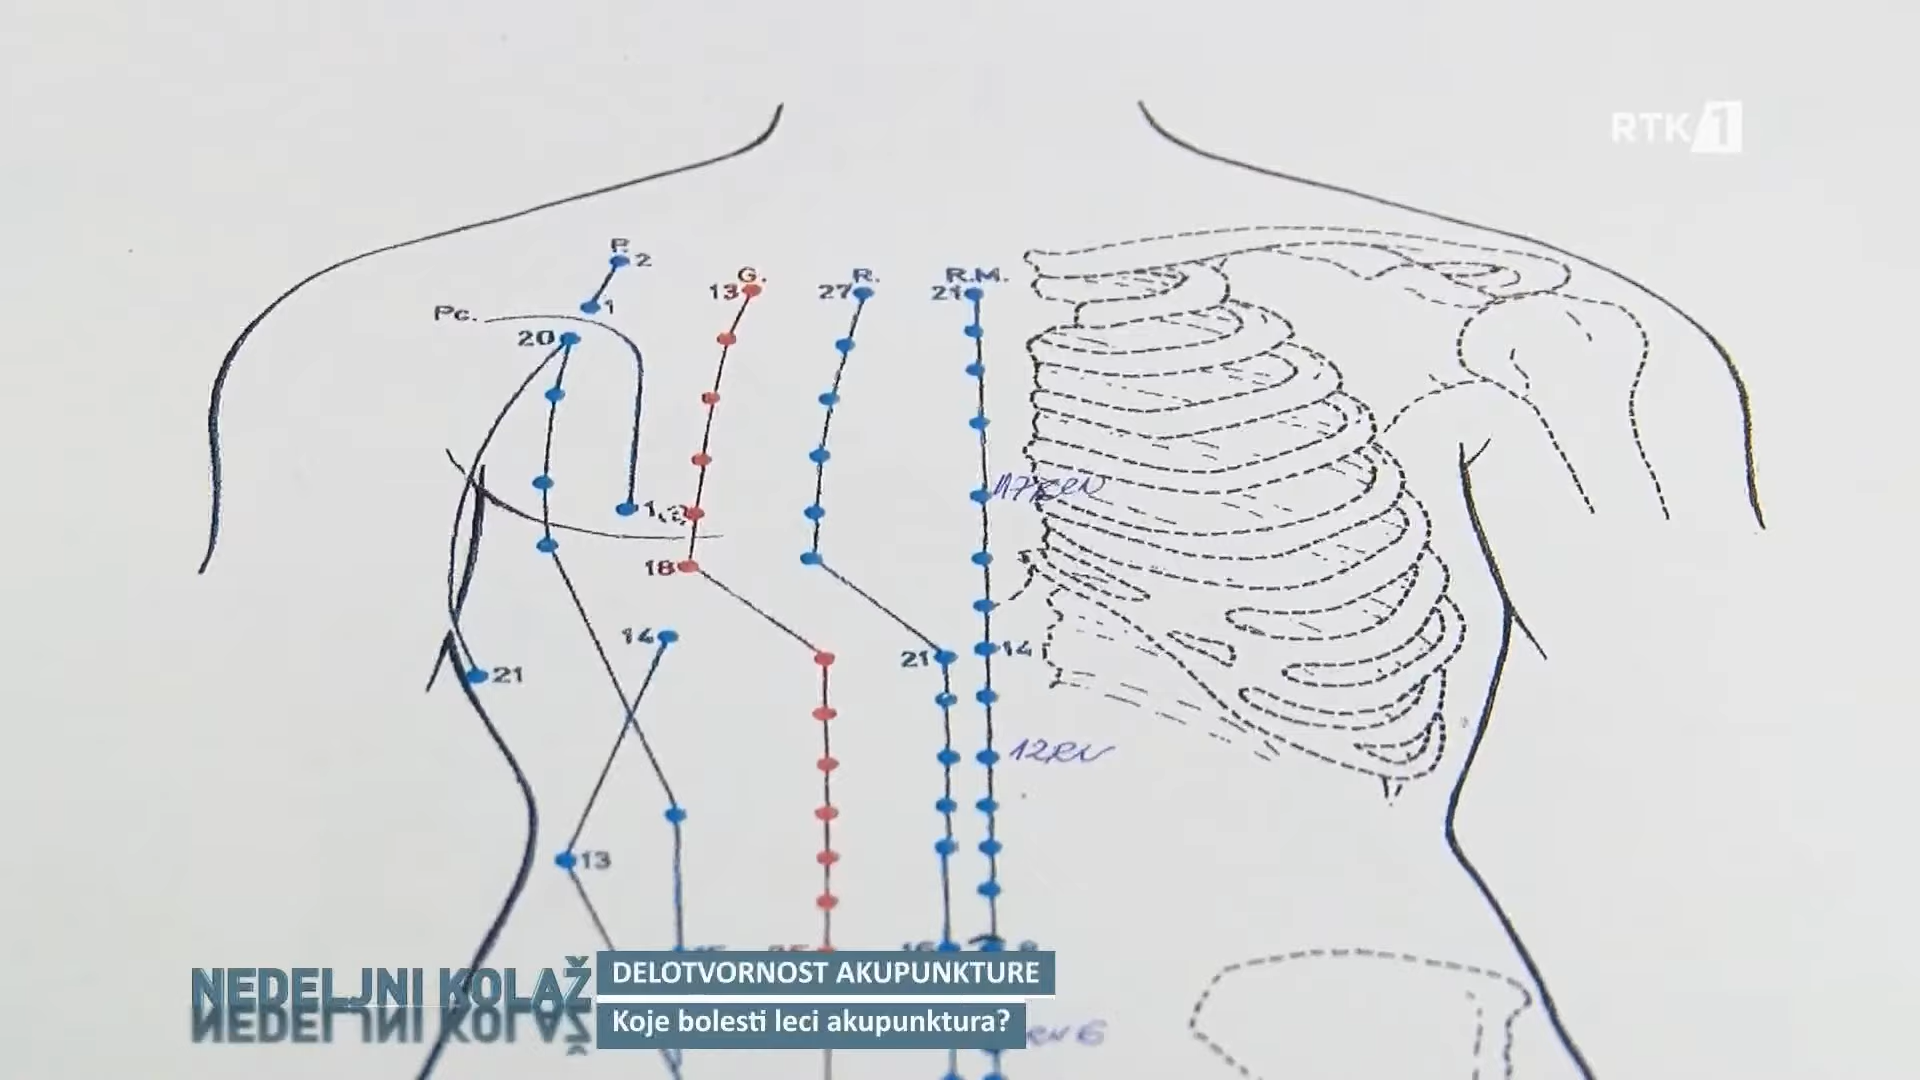 RTK 1
P.
2
1
Pc.
20
G.
13
R.
27
R.M.
21
18
14
21
14
21
13
12RN
NEDELJNI KOLAŽ
DELOTVORNOST AKUPUNKTURE
Koje bolesti leci akupunktura?